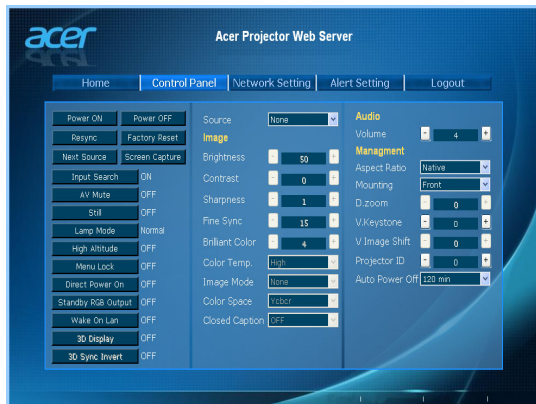 acer
Acer Projector Web Server
Home
Control Panel
Network Setting
Alert Setting
Logout
Power ON
Power OFF
Resync
Factory Reset
Next Source
Screen Capture
Input Search ON
AV Mute OFF
Still OFF
Lamp Mode Normal
High Altitude OFF
Menu Lock OFF
Direct Power On OFF
Standby RGB Output OFF
Wake On Lan OFF
3D Display OFF
3D Sync Invert OFF
Source None
Image
Brightness - 50 +
Contrast - 0 +
Sharpness - 1 +
Fine Sync - 15 +
Brilliant Color - 4 +
Color Temp. High
Image Mode None
Color Space Ycbcr
Closed Caption OFF
Audio
Volume - 4 +
Managment
Aspect Ratio Native
Mounting Front
D.zoom - 0 +
V.Keystone - 0 +
V Image Shift - 0 +
Projector ID - 0 +
Auto Power Off 120 min